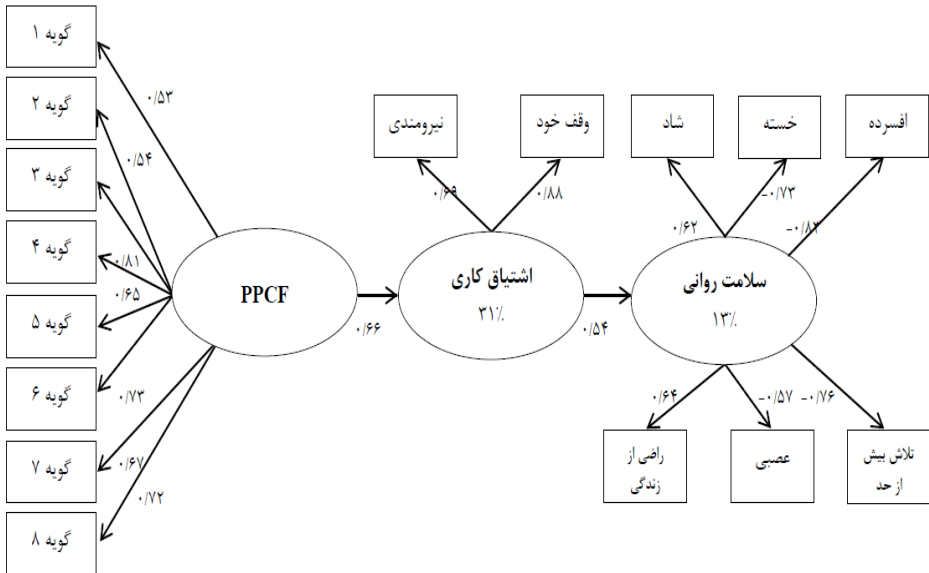 گویه ۱
گویه ۲
گویه ۳
گویه ۴
گویه ۵
گویه ۶
گویه ۷
گویه ۸
۰/۵۳
۰/۵۴
۰/۸۱
۰/۶۵
۰/۷۳
۰/۶۷
۰/۷۲
PPCF
۰/۶۶
نیرومندی
وقف خود
۰/۶۹
۰/۸۸
اشتیاق کاری
۳۱٪
۰/۵۴
شاد
خسته
افسرده
۰/۶۲
-۰/۷۳
سلامت روانی
۱۳٪
۰/۶۴
-۰/۵۷
-۰/۷۶
راضی از
زندگی
عصبی
تلاش بیش
از حد